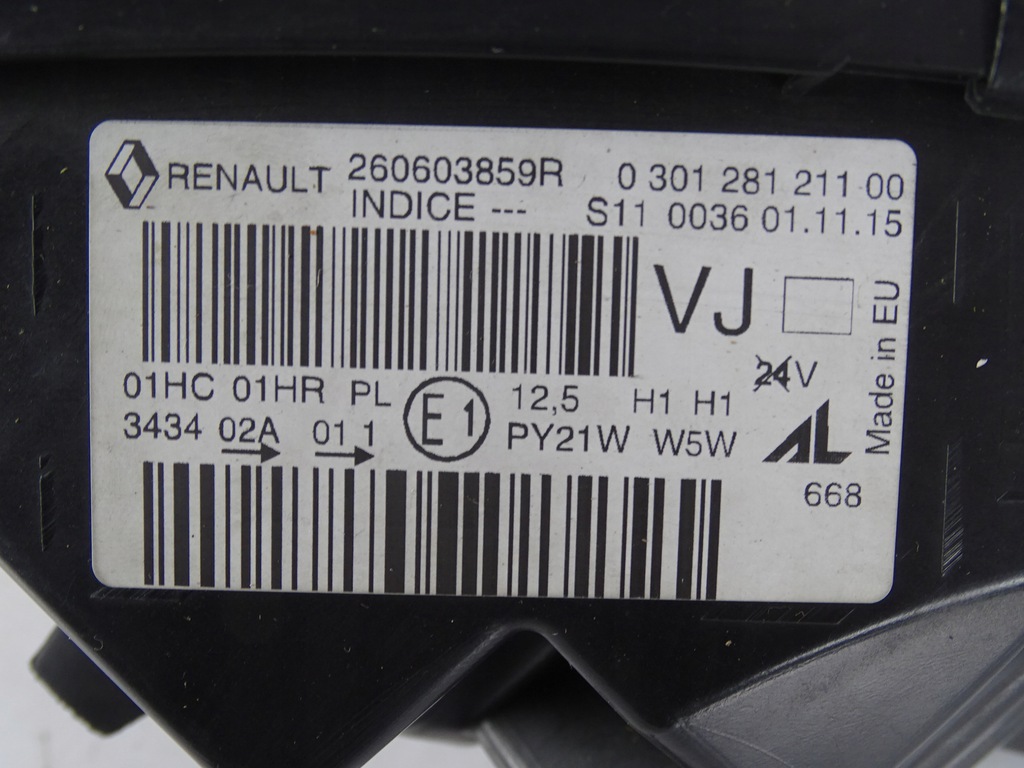 RENAULT 260603859R 0 301 281 211 00
INDICE --- S11 0036 01.11.15
VJ
24V
Made in EU
01HC 01HR PL E1 12,5 H1 H1
3434 02A 01 1 PY21W W5W
AL
668